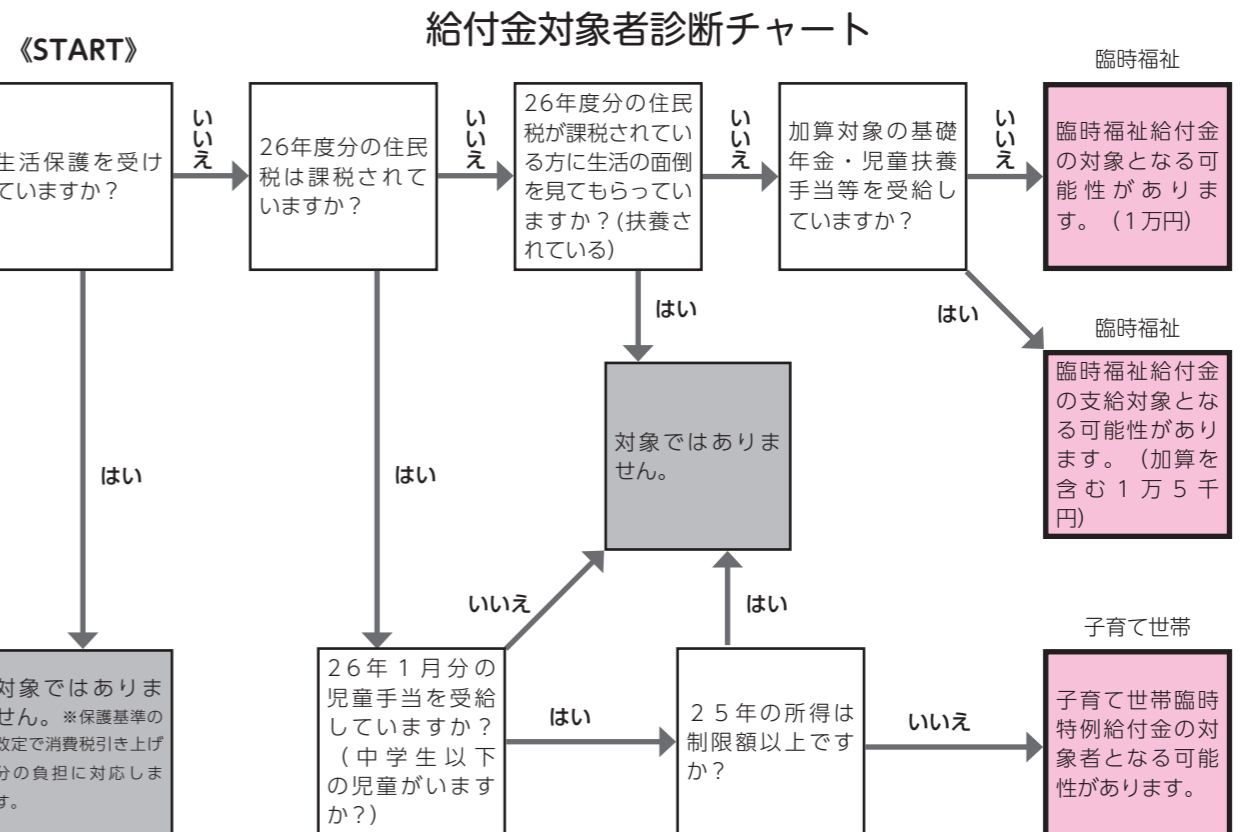 給付金対象者診断チャート
《START》
生活保護を受け
ていますか？
いいえ
26年度分の住民
税は課税されて
いますか？
いいえ
26年度分の住民
税が課税されてい
る方に生活の面倒
を見てもらってい
ますか？(扶養さ
れている)
いいえ
加算対象の基礎
年金・児童扶養
手当等を受給し
ていますか？
いいえ
臨時福祉
臨時福祉給付金
の対象となる可
能性がありま
す。（1万円）
はい
はい
はい
はい
臨時福祉
臨時福祉給付金
の支給対象とな
る可能性があり
ます。（加算を
含む1万5千
円）
対象ではありま
せん。
いいえ
はい
対象ではありま
せん。※保護基準の
改定で消費税引き上げ
分の負担に対応しま
す。
26年1月分の
児童手当を受給
していますか？
（中学生以下
の児童がいます
か？）
はい
25年の所得は
制限額以上です
か？
いいえ
子育て世帯
子育て世帯臨時
特例給付金の対
象者となる可能
性があります。